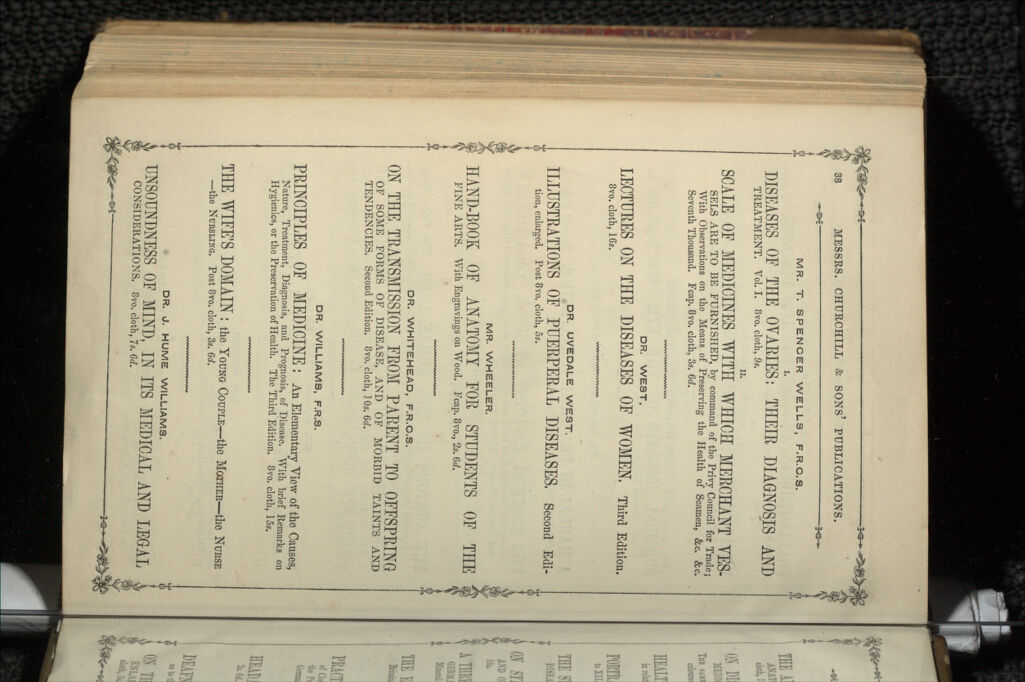 38 MESSRS. CHURCHILL & SONS' PUBLICATIONS.
MR. T. SPENCER WELLS, F.R.C.S.
I.
DISEASES OF THE OVARIES: THEIR DIAGNOSIS AND
TREATMENT. Vol. I. 8vo. cloth, 9s.
II.
SCALE OF MEDICINES WITH WHICH MERCHANT VES-
SELS ARE TO BE FURNISHED, by command of the Privy Council for Trade;
With Observations on the Means of Preserving the Health of Seamen, &c. &c.
Seventh Thousand. Fcap. 8vo. cloth, 3s. 6d.
DR. WEST.
LECTURES ON THE DISEASES OF WOMEN. Third Edition.
8vo. cloth, 16s.
DR. UVEDALE WEST.
ILLUSTRATIONS OF PUERPERAL DISEASES. Second Edi-
tion, enlarged. Post 8vo. cloth, 5s.
MR. WHEELER.
HAND-BOOK OF ANATOMY FOR STUDENTS OF THE
FINE ARTS. With Engravings on Wood. Fcap. 8vo., 2s. 6d.
DR. WHITEHEAD, F.R.C.S.
ON THE TRANSMISSION FROM PARENT TO OFFSPRING
OF SOME FORMS OF DISEASE, AND OF MORBID TAINTS AND
TENDENCIES. Second Edition. 8vo. cloth, 10s. 6d.
DR. WILLIAMS, F.R.S.
PRINCIPLES OF MEDICINE: An Elementary View of the Causes,
Nature, Treatment, Diagnosis, and Prognosis, of Disease. With brief Remarks on
Hygienics, or the Preservation of Health. The Third Edition. 8vo. cloth, 15s.
THE WIFE'S DOMAIN: the YOUNG COUPLE—the MOTHER—the NURSE
—the NURSLING. Post 8vo. cloth, 3s. 6d.
DR. J. HUME WILLIAMS.
UNSOUNDNESS OF MIND, IN ITS MEDICAL AND LEGAL
CONSIDERATIONS. 8vo. cloth, 7s. 6d.